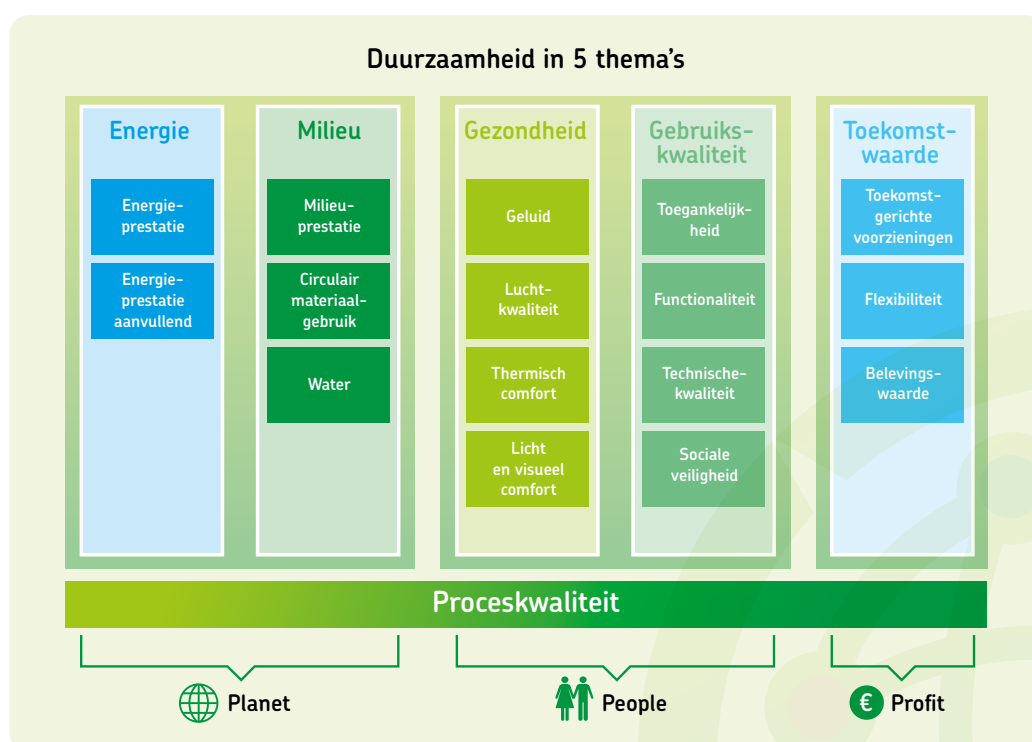 Duurzaamheid in 5 thema's
Energie
Energie-
prestatie
Energie-
prestatie
aanvullend
Milieu
Milieu-
prestatie
Circulair
materiaal-
gebruik
Water
Gezondheid
Geluid
Lucht-
kwaliteit
Thermisch
comfort
Licht
en visueel
comfort
Gebruiks-
kwaliteit
Toegankelijk-
heid
Functionaliteit
Technische-
kwaliteit
Sociale
veiligheid
Toekomst-
waarde
Toekomst-
gerichte
voorzieningen
Flexibiliteit
Belevings-
waarde
Proceskwaliteit
Planet
People
€ Profit